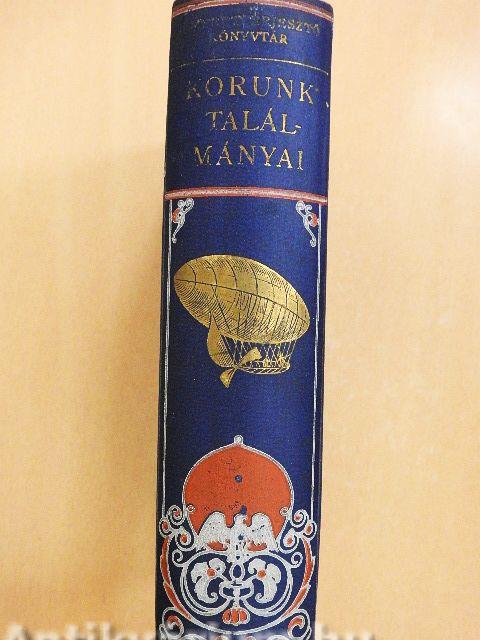 KÖNYVTÁR
KORUNK
TALÁL-
MÁNYAI